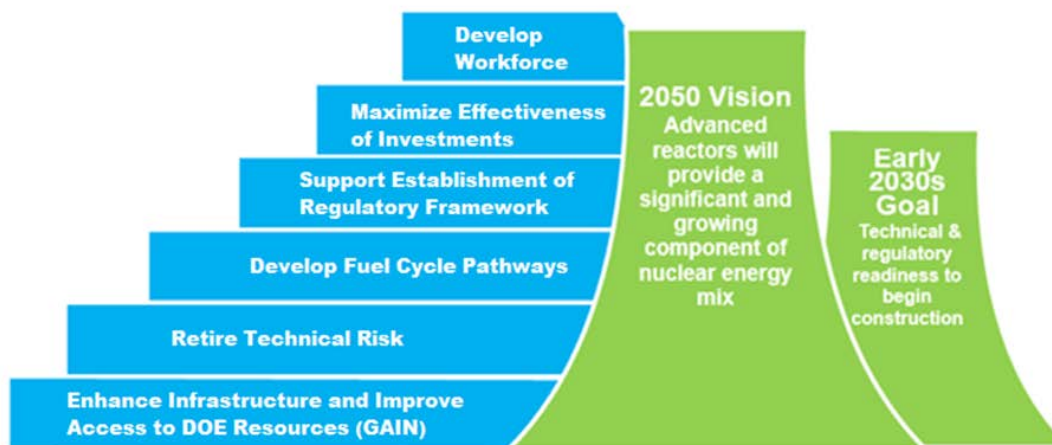 Develop
Workforce
Maximize Effectiveness
of Investments
Support Establishment of
Regulatory Framework
Develop Fuel Cycle Pathways
Retire Technical Risk
Enhance Infrastructure and Improve
Access to DOE Resources (GAIN)
2050 Vision
Advanced
reactors will
provide a
significant and
growing
component of
nuclear energy
mix
Early
2030s
Goal
Technical &
regulatory
readiness to
begin
construction